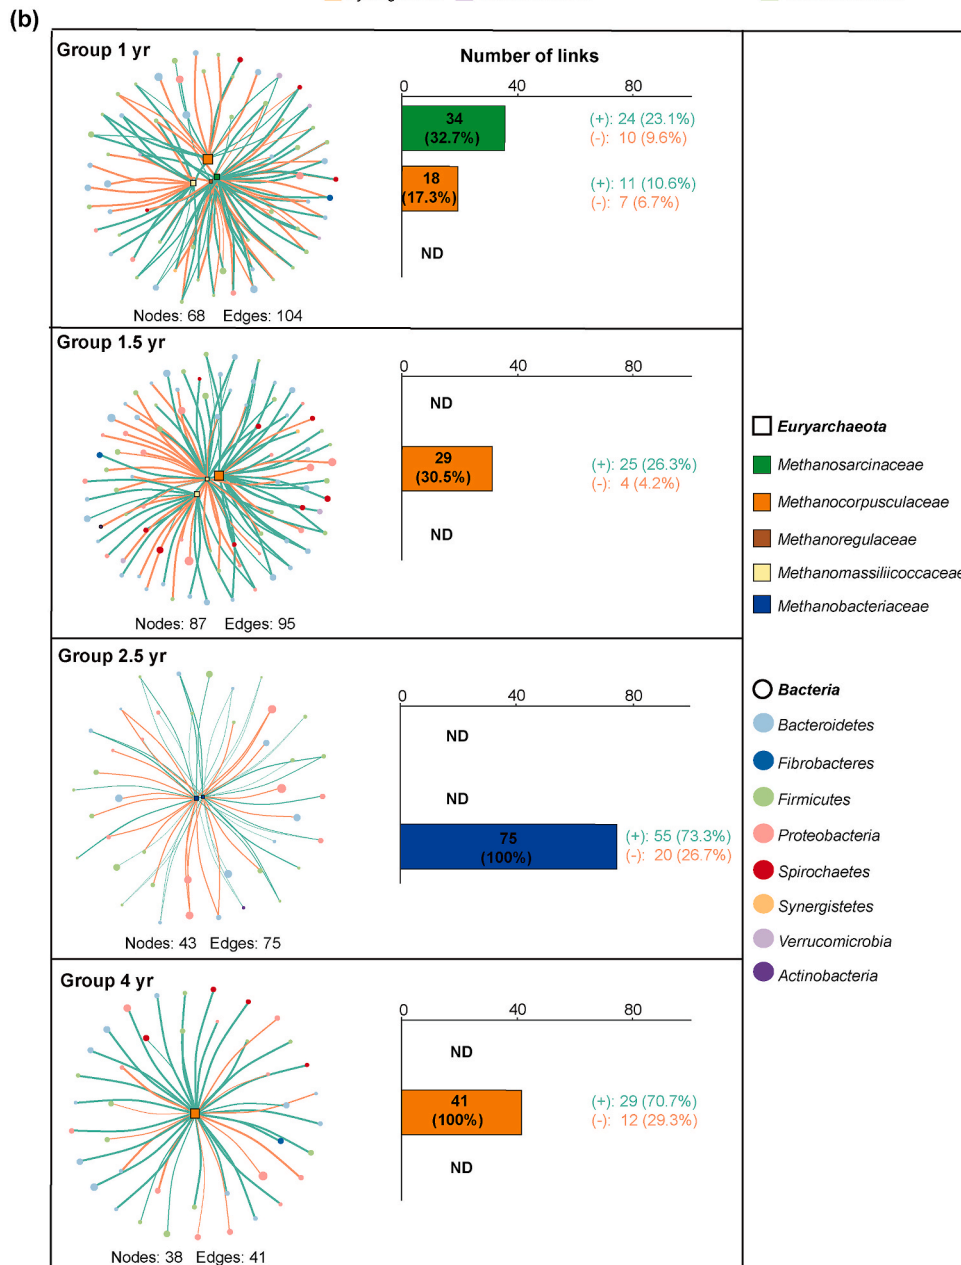 (b)
Group 1 yr
Number of links
0 40 80
34
(32.7%)
(+): 24 (23.1%)
(-): 10 (9.6%)
18
(17.3%)
(+): 11 (10.6%)
(-): 7 (6.7%)
ND
Nodes: 68 Edges: 104
Group 1.5 yr
0 40 80
ND
29
(30.5%)
(+): 25 (26.3%)
(-): 4 (4.2%)
ND
Nodes: 87 Edges: 95
Group 2.5 yr
0 40 80
ND
ND
75
(100%)
(+): 55 (73.3%)
(-): 20 (26.7%)
Nodes: 43 Edges: 75
Group 4 yr
0 40 80
ND
41
(100%)
(+): 29 (70.7%)
(-): 12 (29.3%)
ND
Nodes: 38 Edges: 41
Euryarchaeota
Methanosarcinaceae
Methanocorpusculaceae
Methanoregulaceae
Methanomassiliicoccaceae
Methanobacteriaceae
Bacteria
Bacteroidetes
Fibrobacteres
Firmicutes
Proteobacteria
Spirochaetes
Synergistetes
Verrucomicrobia
Actinobacteria